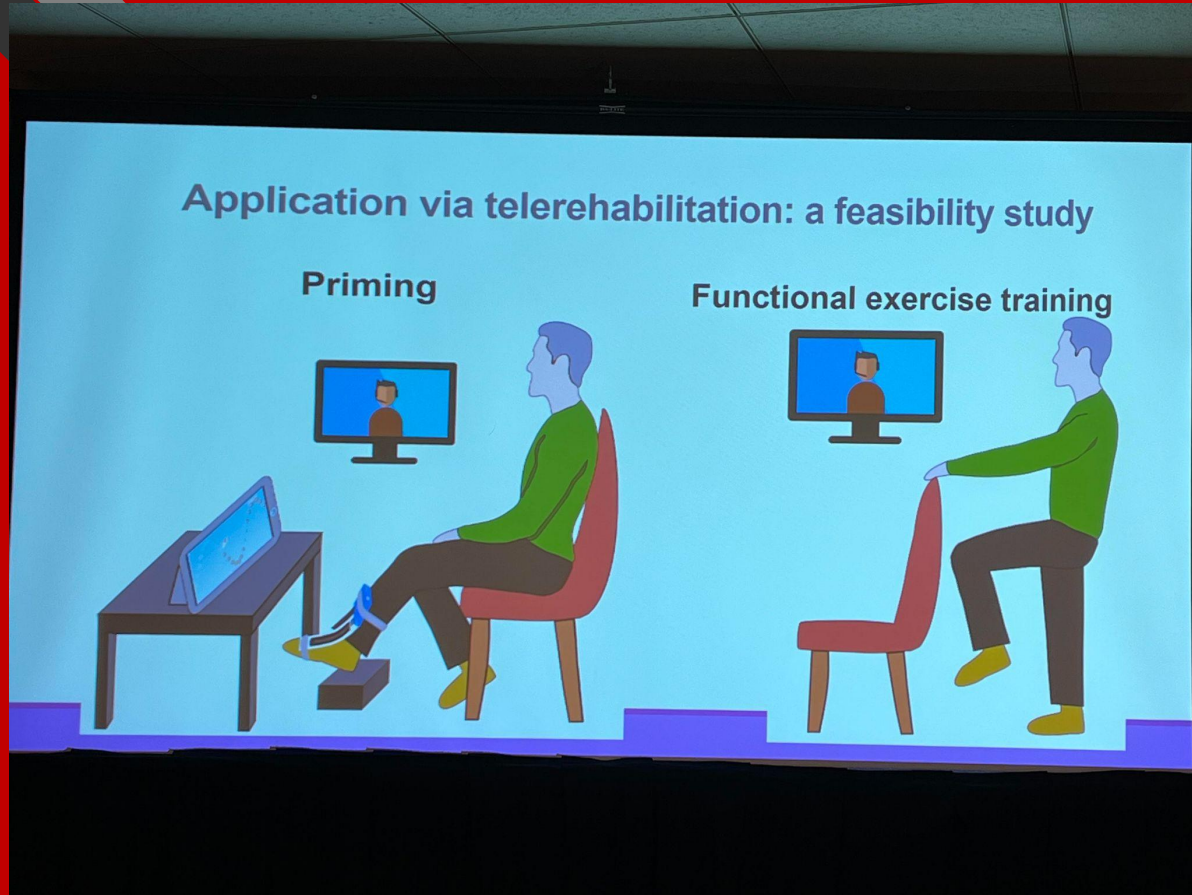 Application via telerehabilitation: a feasibility study
Priming
Functional exercise training